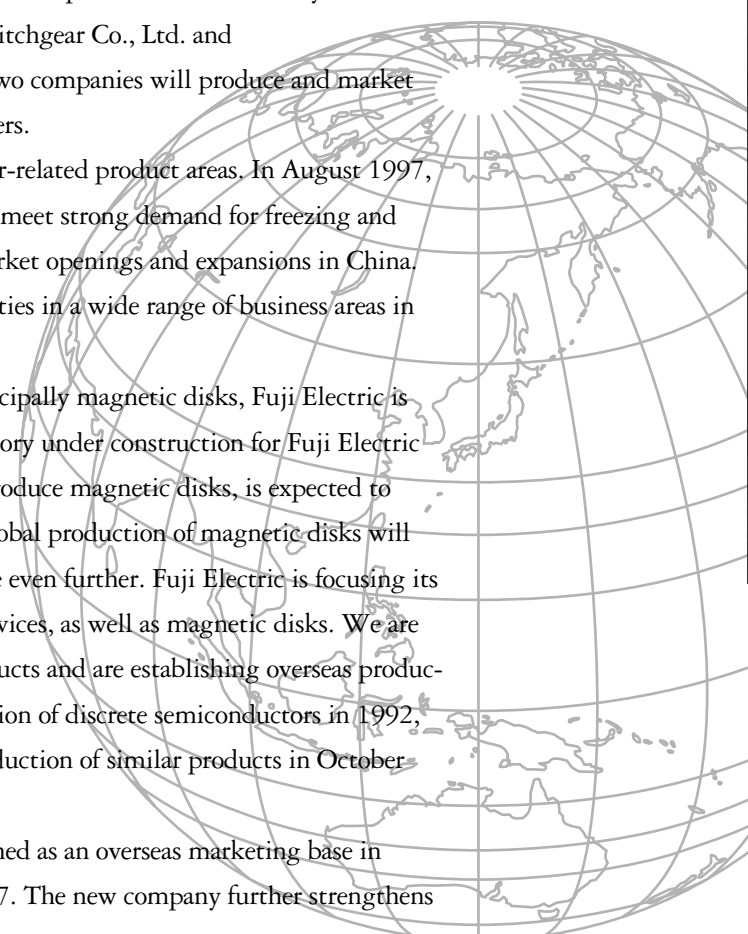 itchgear Co., Ltd. and
wo companies will produce and market
ers.
r-related product areas. In August 1997,
meet strong demand for freezing and
rket openings and expansions in China.
ties in a wide range of business areas in
cipally magnetic disks, Fuji Electric is
ory under construction for Fuji Electric
roduce magnetic disks, is expected to
obal production of magnetic disks will
e even further. Fuji Electric is focusing its
vices, as well as magnetic disks. We are
ucts and are establishing overseas produc-
ion of discrete semiconductors in 1992,
duction of similar products in October
ned as an overseas marketing base in
7. The new company further strengthens